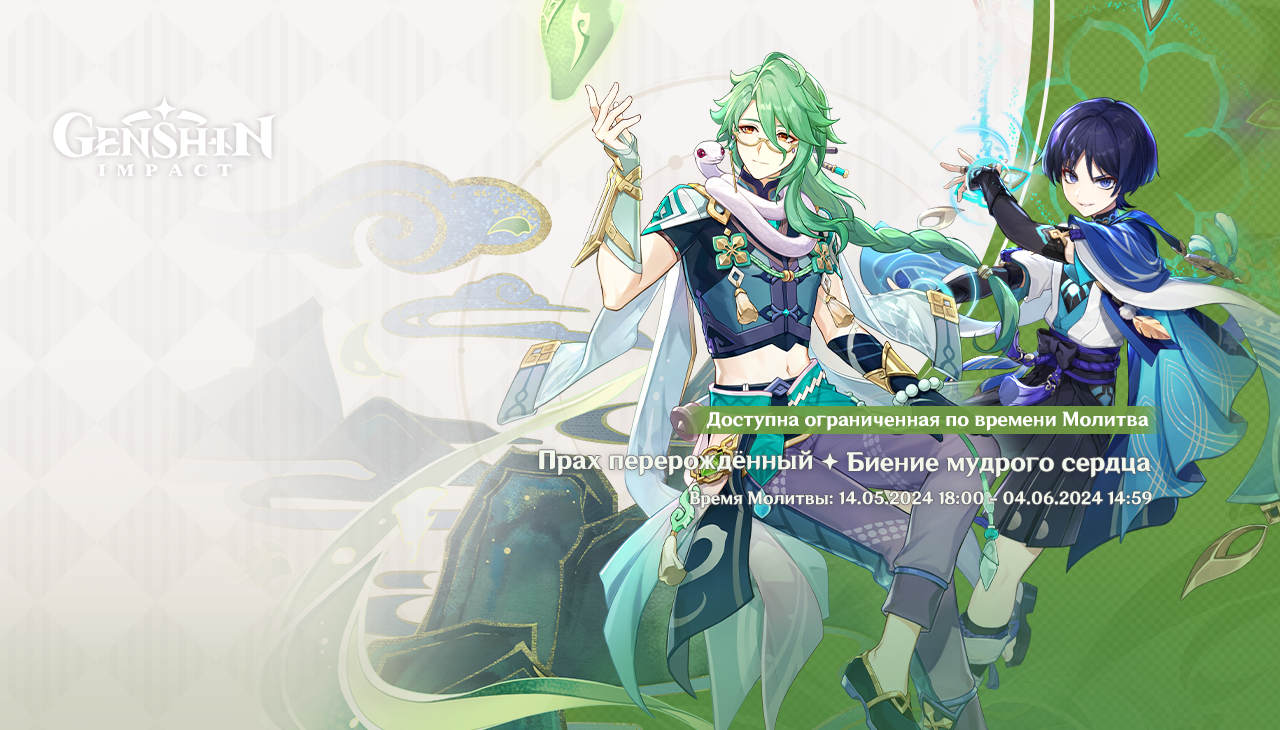 GENSHIN
IMPACT
Доступна ограниченная по времени Молитва
Прах перерождённый ✦ Биение мудрого сердца
Время Молитвы: 14.05.2024 18:00 - 04.06.2024 14:59